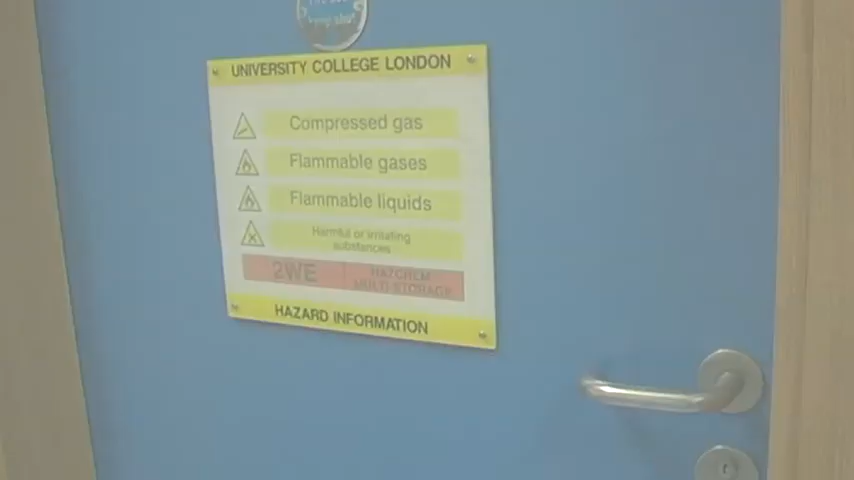 UNIVERSITY COLLEGE LONDON
Compressed gas
Flammable gases
Flammable liquids
Harmful or irritating
substances
2WE
HAZCHEM
MULTI STORAGE
HAZARD INFORMATION